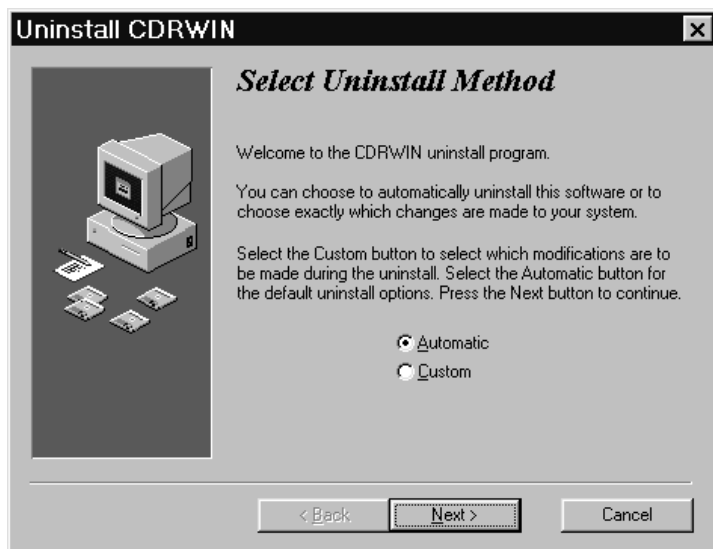 Uninstall CDRWIN
Select Uninstall Method
Welcome to the CDRWIN uninstall program.
You can choose to automatically uninstall this software or to
choose exactly which changes are made to your system.
Select the Custom button to select which modifications are to
be made during the uninstall. Select the Automatic button for
the default uninstall options. Press the Next button to continue.
Automatic
Custom
< Back
Next >
Cancel